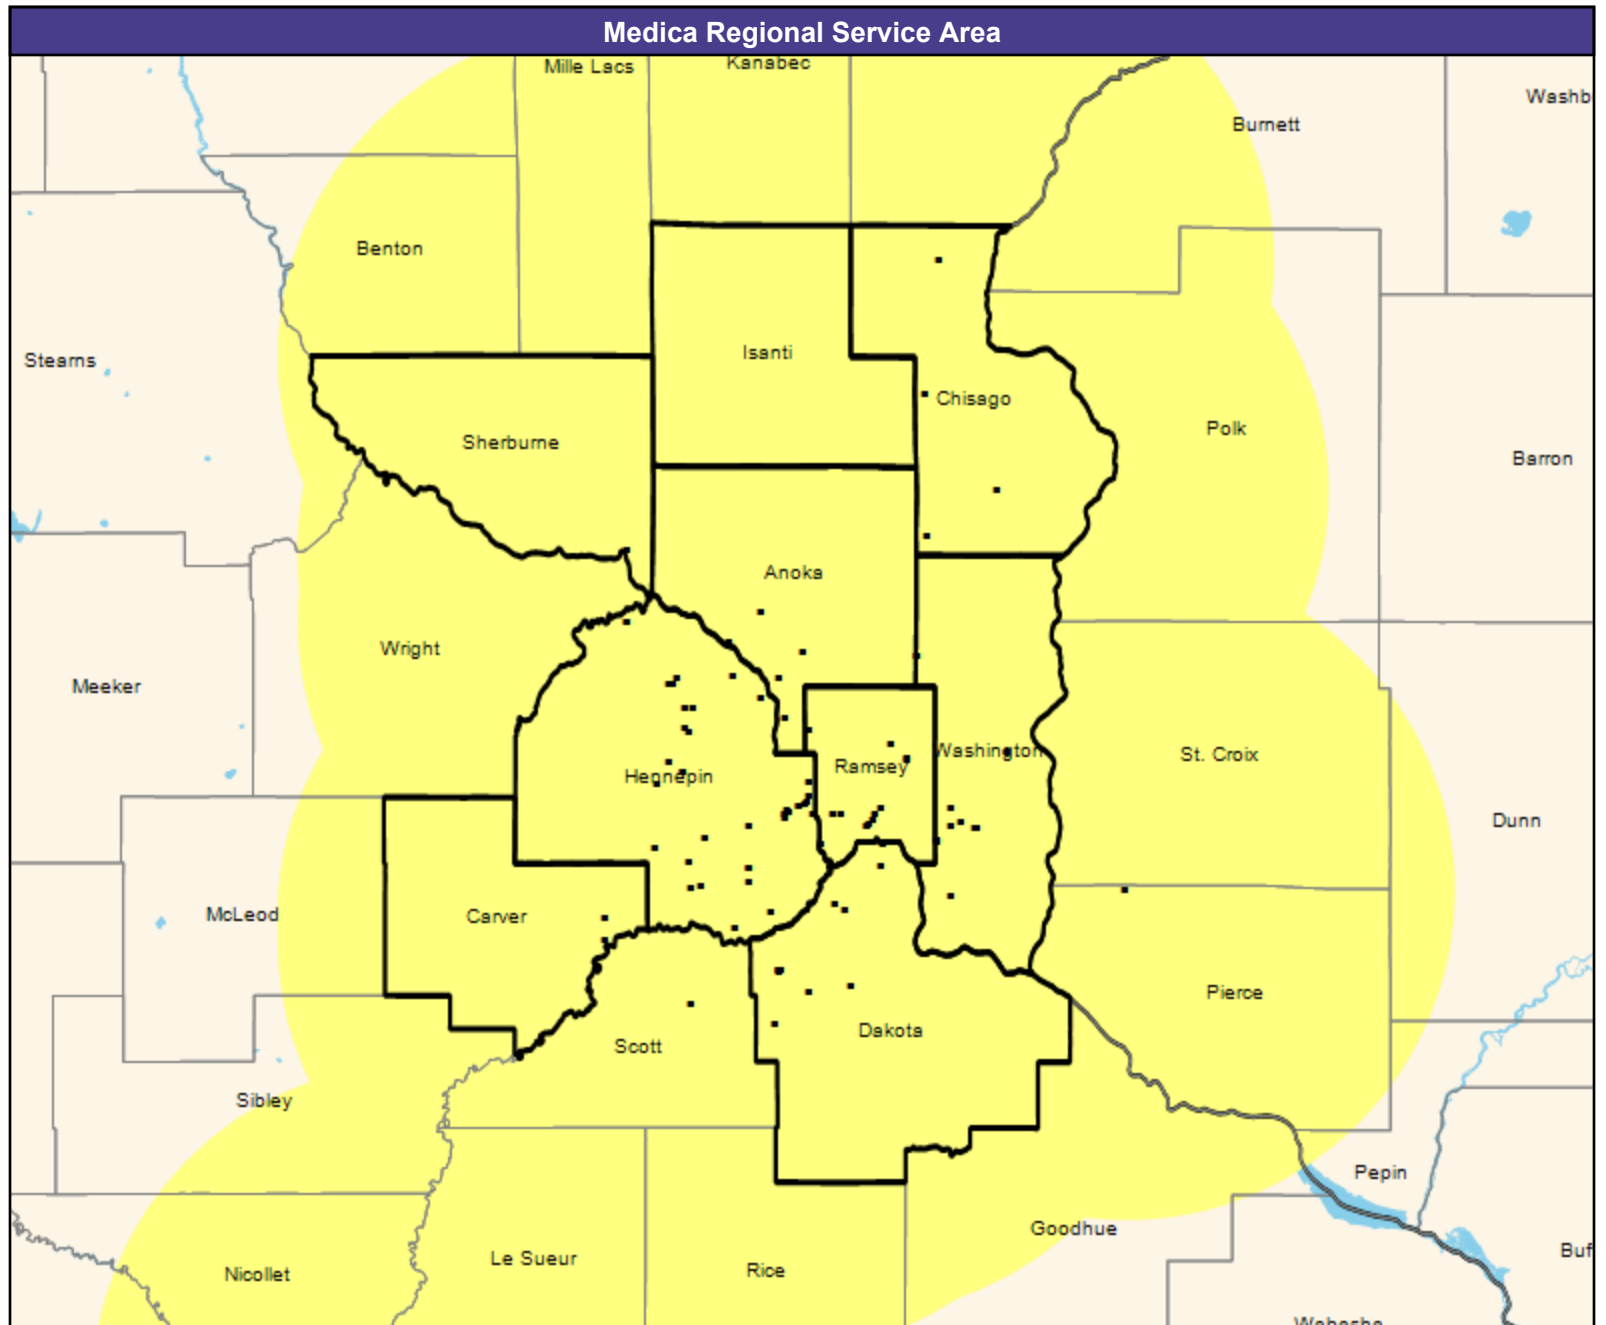 Medica Regional Service Area
Mille Lacs
Kanabec
Washb
Burnett
Benton
Stearns
Isanti
Chisago
Polk
Sherburne
Barron
Anoka
Wright
Meeker
Washington
St. Croix
Ramsey
Hennepin
Dunn
McLeod
Carver
Pierce
Dakota
Scott
Sibley
Pepin
Goodhue
Buf
Le Sueur
Rice
Nicollet